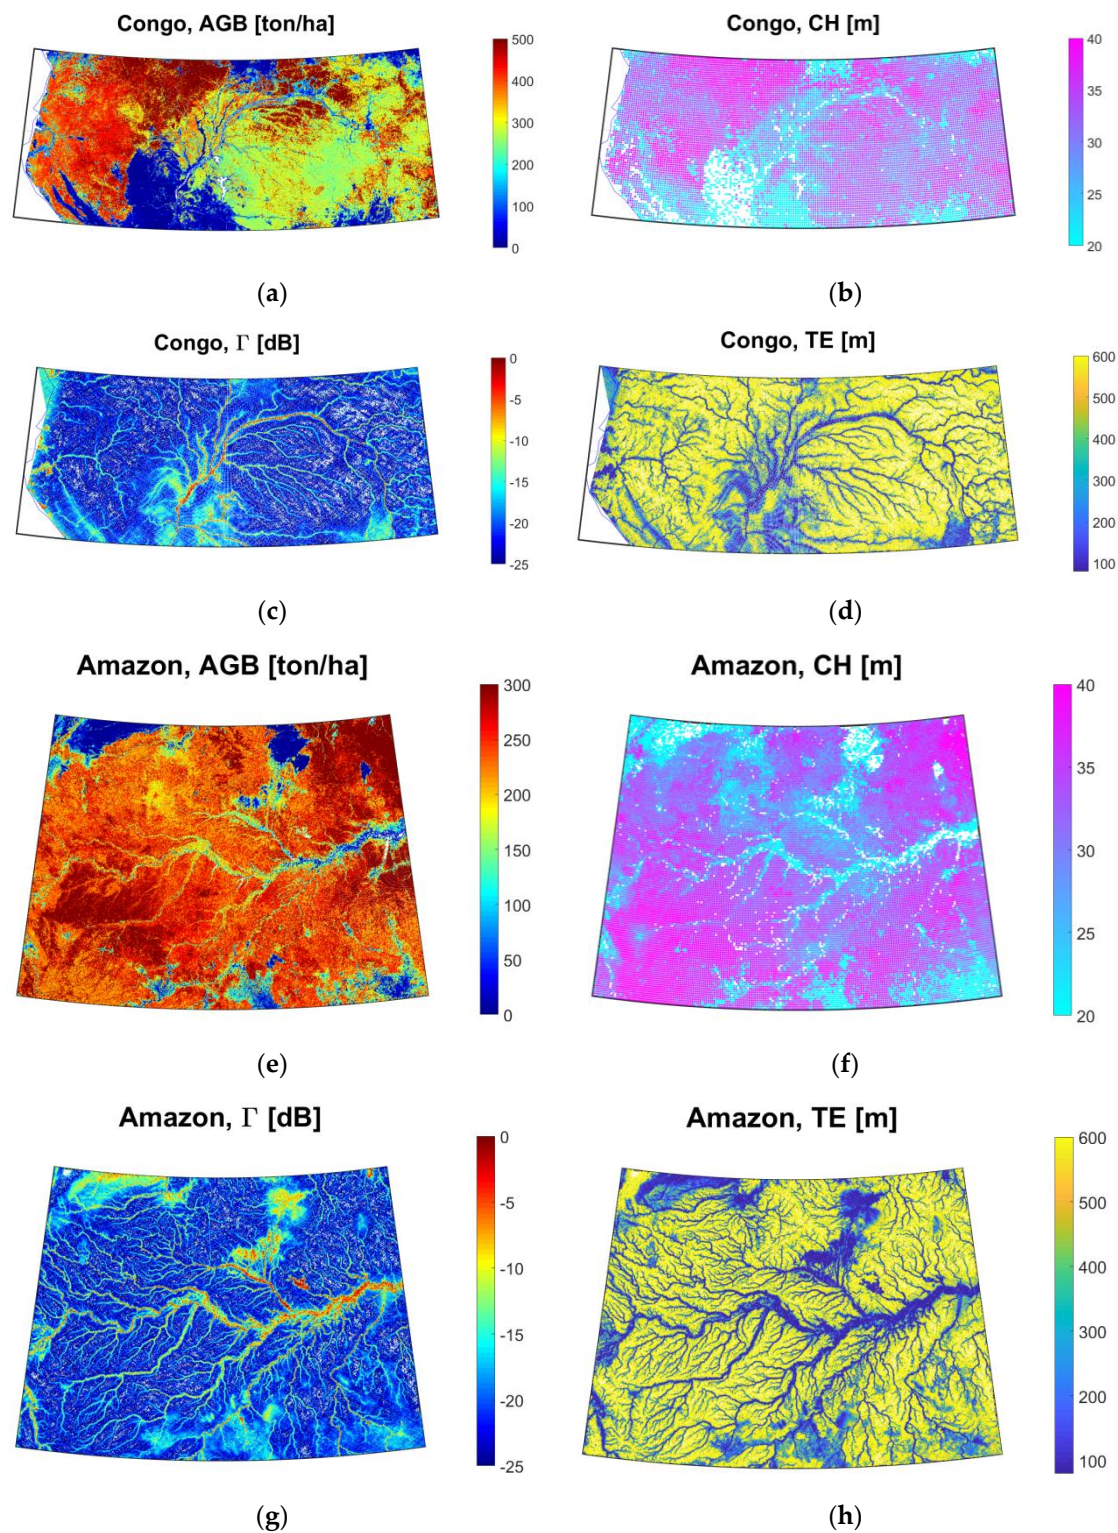 Congo, AGB [ton/ha]
500
400
300
200
100
0
(a)
Congo, CH [m]
40
35
30
25
20
(b)
Congo, Γ [dB]
0
-5
-10
-15
-20
-25
(c)
Congo, TE [m]
600
500
400
300
200
100
(d)
Amazon, AGB [ton/ha]
300
250
200
150
100
50
0
(e)
Amazon, CH [m]
40
35
30
25
20
(f)
Amazon, Γ [dB]
0
-5
-10
-15
-20
-25
(g)
Amazon, TE [m]
600
500
400
300
200
100
(h)